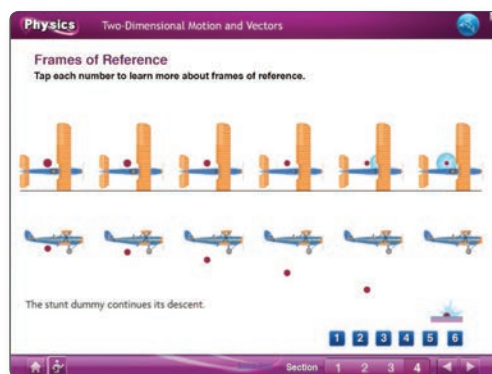 Physics Two-Dimensional Motion and Vectors
Frames of Reference
Tap each number to learn more about frames of reference.
The stunt dummy continues its descent.
1 2 3 4 5 6
Section 1 2 3 4